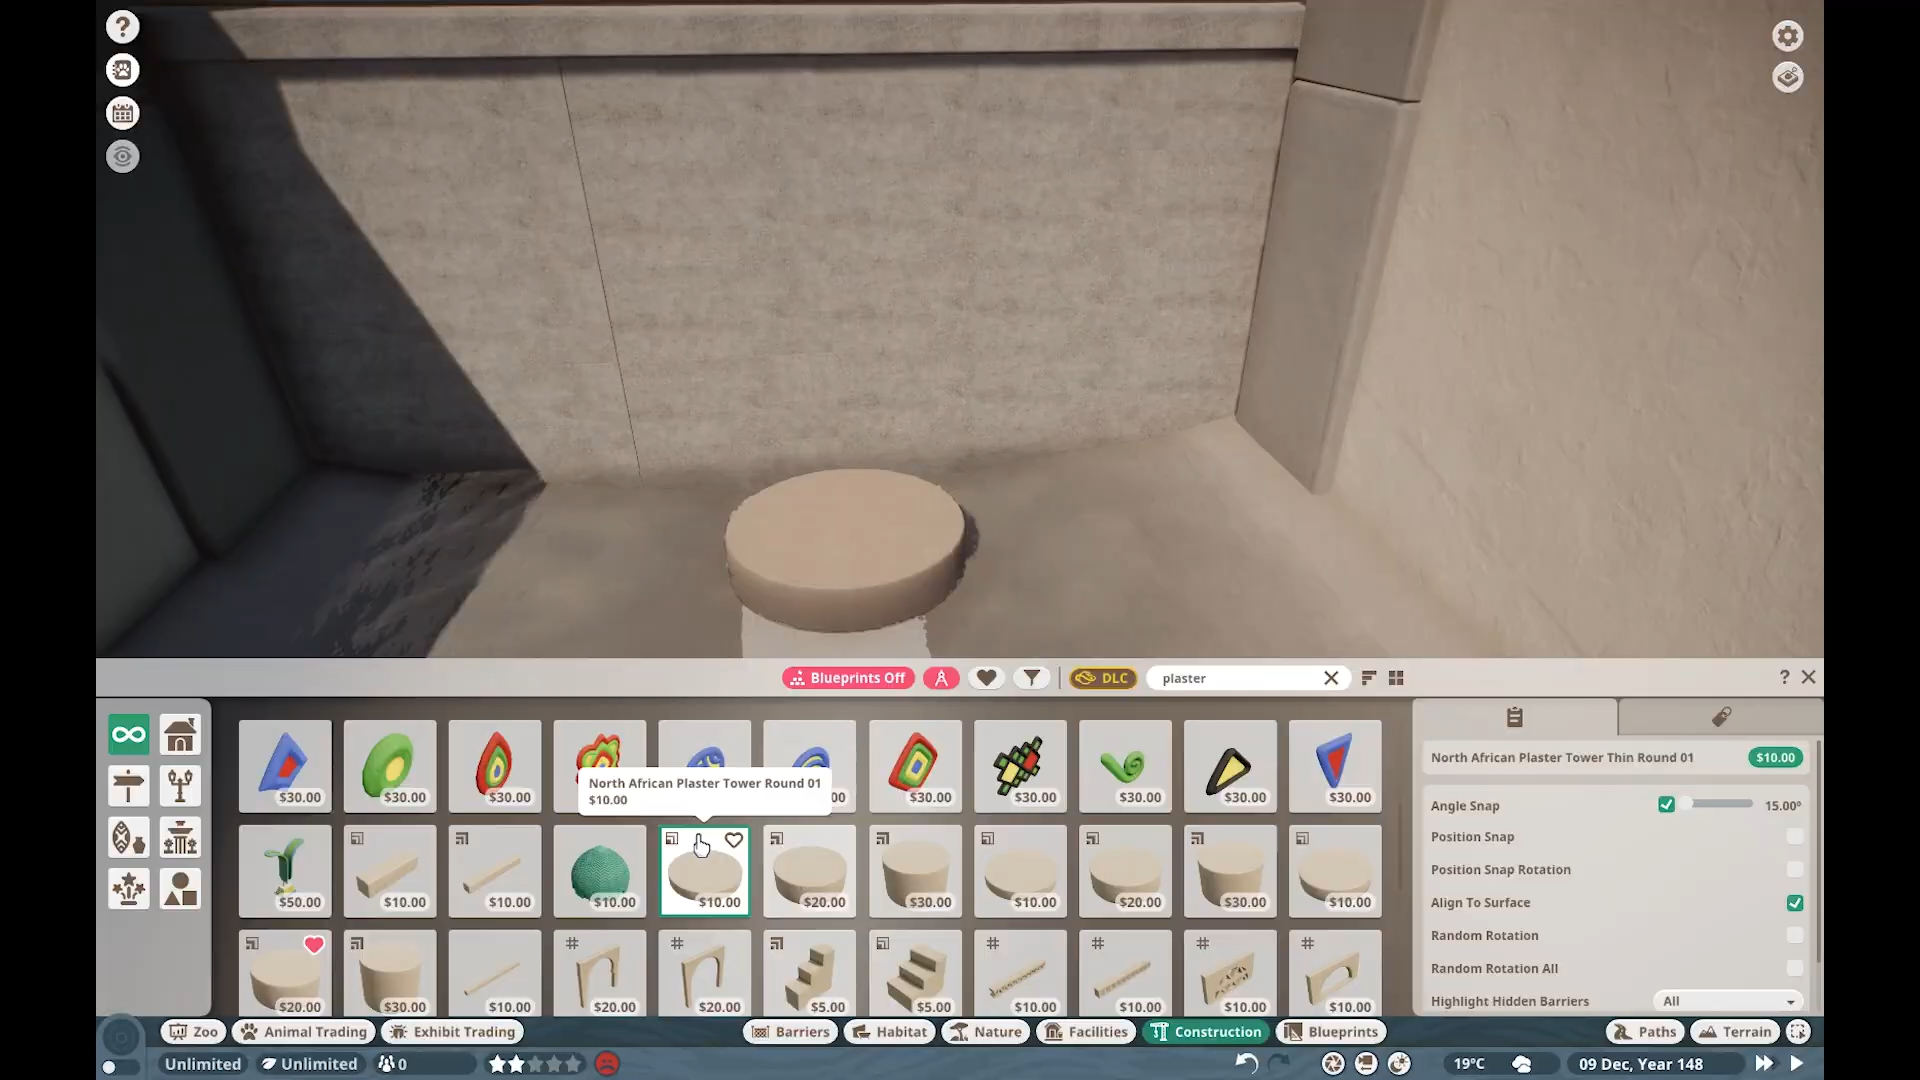 Blueprints Off
DLC
plaster
?
$30.00
$30.00
$30.00
$30.00
$30.00
$30.00
$30.00
$30.00
North African Plaster Tower Round 01
$10.00
$50.00
$10.00
$10.00
$10.00
$10.00
$20.00
$30.00
$10.00
$20.00
$30.00
$10.00
$20.00
$30.00
$10.00
$20.00
$20.00
$5.00
$5.00
$10.00
$10.00
$10.00
$10.00
North African Plaster Tower Thin Round 01
$10.00
Angle Snap
15.00°
Position Snap
Position Snap Rotation
Align To Surface
Random Rotation
Random Rotation All
Highlight Hidden Barriers
All
Zoo
Animal Trading
Exhibit Trading
Barriers
Habitat
Nature
Facilities
Construction
Blueprints
Paths
Terrain
Unlimited
Unlimited
0
19°C
09 Dec, Year 148